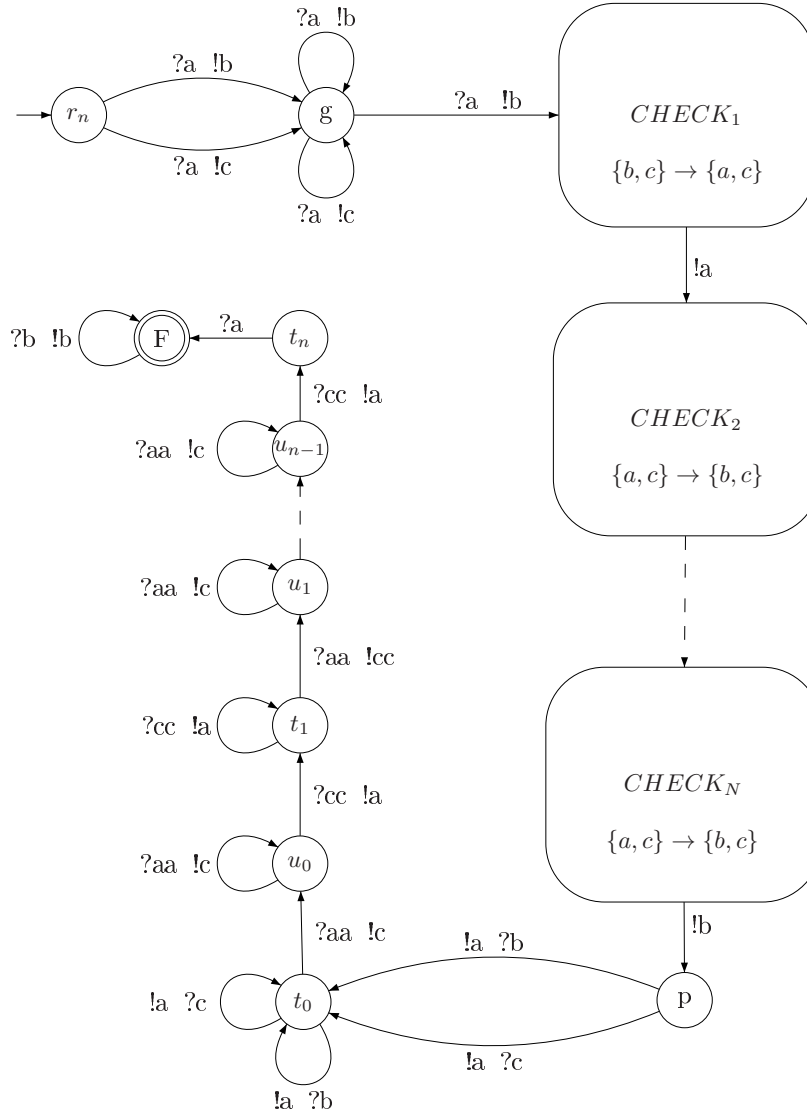 ?a !b
?a !b
r_n
g
?a !b
?a !c
?a !c
CHECK_1
{b, c} → {a, c}
!a
?b !b
F
?a
t_n
?cc !a
?aa !c
u_{n−1}
CHECK_2
{a, c} → {b, c}
?aa !c
u_1
?aa !cc
?cc !a
t_1
?cc !a
CHECK_N
{a, c} → {b, c}
?aa !c
u_0
?aa !c
!b
!a ?b
!a ?c
t_0
p
!a ?c
!a ?b